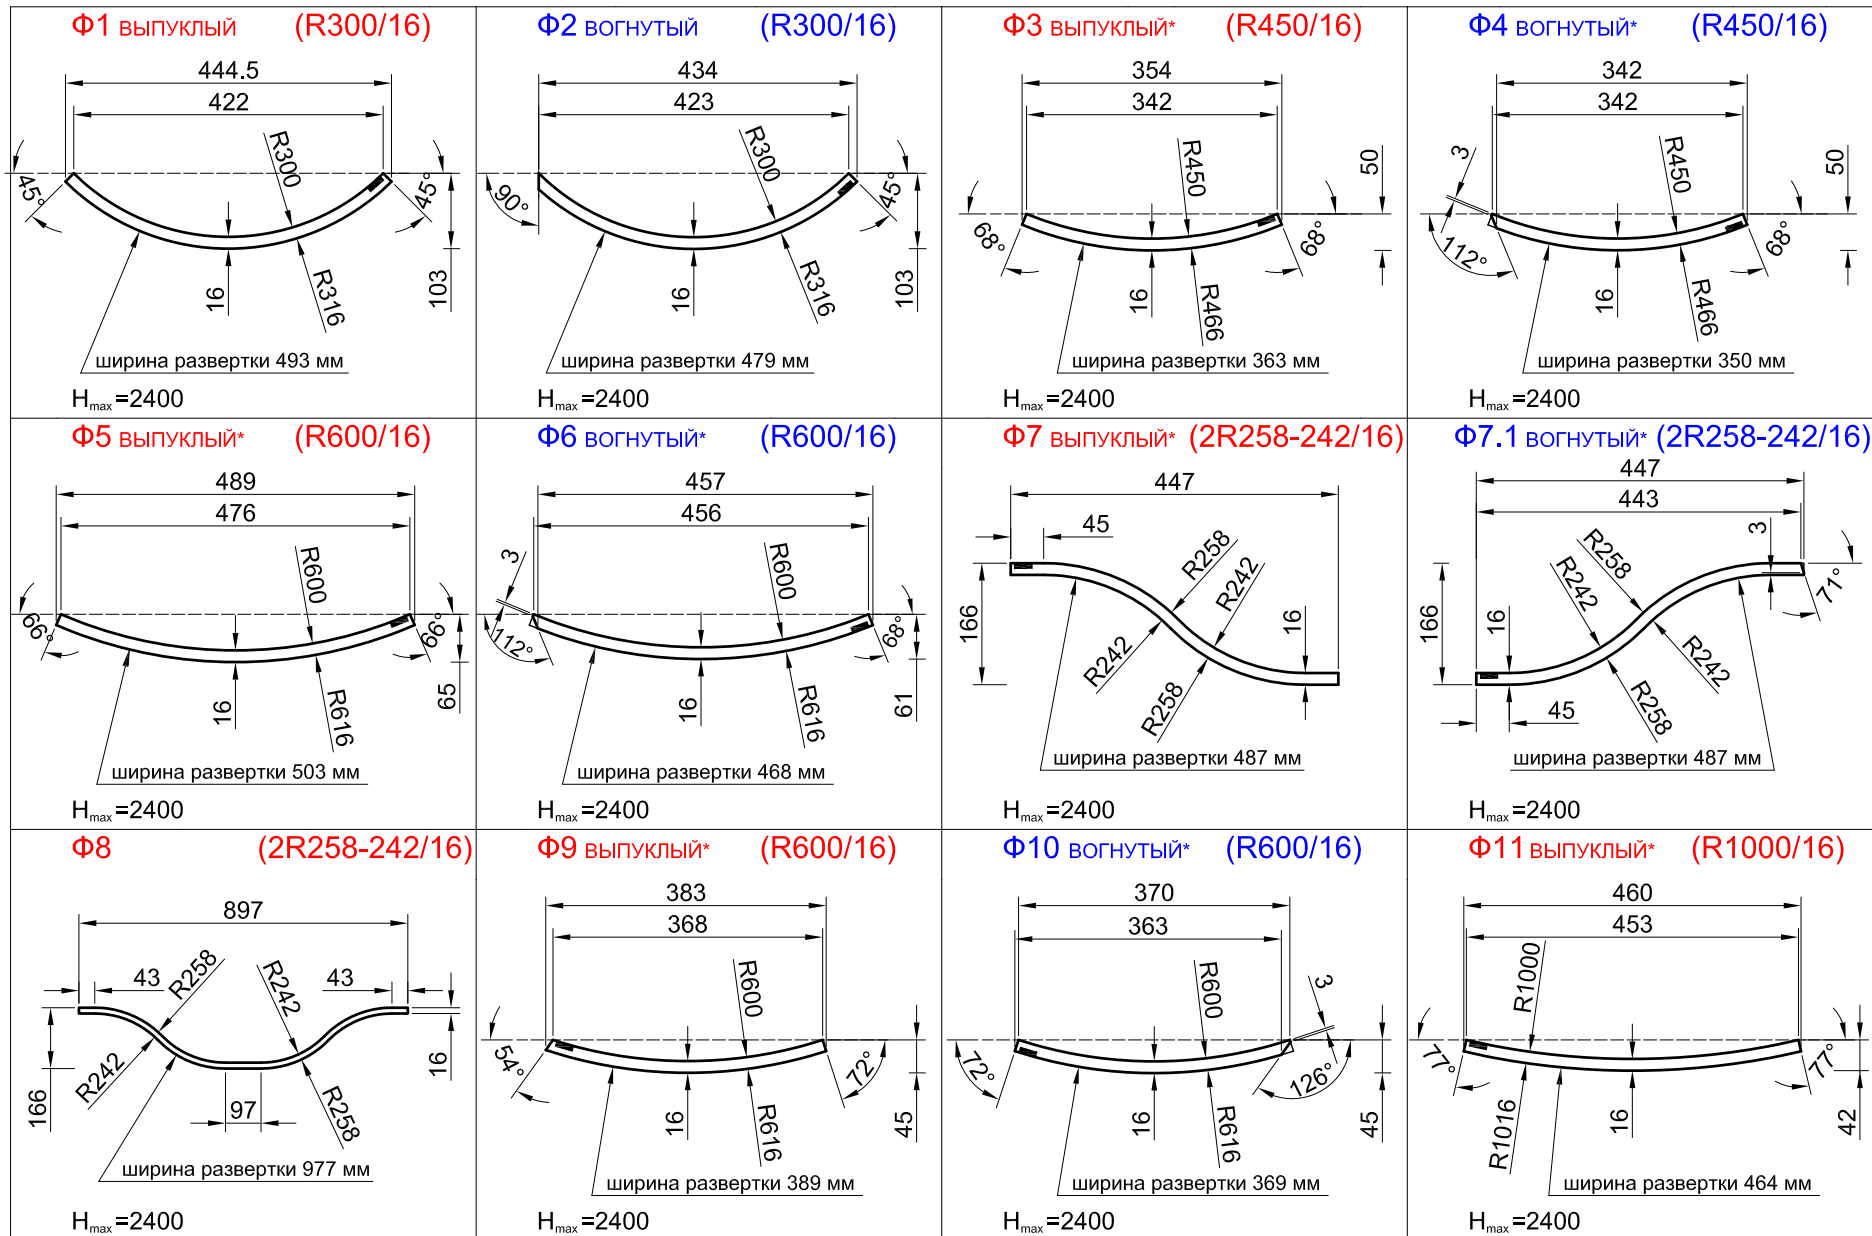 Ф1 ВЫПУКЛЫЙ (R300/16)
444.5
422
R300
45°
45°
16
R316
103
ширина развертки 493 мм
Hmax=2400
Ф2 ВОГНУТЫЙ (R300/16)
434
423
R300
90°
45°
16
R316
103
ширина развертки 479 мм
Hmax=2400
Ф3 ВЫПУКЛЫЙ* (R450/16)
354
342
R450
50
68°
68°
16
R466
ширина развертки 363 мм
Hmax=2400
Ф4 ВОГНУТЫЙ* (R450/16)
342
342
3
R450
50
112°
68°
16
R466
ширина развертки 350 мм
Hmax=2400
Ф5 ВЫПУКЛЫЙ* (R600/16)
489
476
R600
66°
66°
16
R616
65
ширина развертки 503 мм
Hmax=2400
Ф6 ВОГНУТЫЙ* (R600/16)
457
456
3
R600
112°
68°
16
R616
61
ширина развертки 468 мм
Hmax=2400
Ф7 ВЫПУКЛЫЙ* (2R258-242/16)
447
45
R258
R242
166
16
R242
R258
ширина развертки 487 мм
Hmax=2400
Ф7.1 ВОГНУТЫЙ* (2R258-242/16)
447
443
3
R258
R242
71°
166
16
R242
R258
45
ширина развертки 487 мм
Hmax=2400
Ф8 (2R258-242/16)
897
43
R258
R242
43
166
R242
97
R258
16
ширина развертки 977 мм
Hmax=2400
Ф9 ВЫПУКЛЫЙ* (R600/16)
383
368
R600
54°
72°
16
R616
45
ширина развертки 389 мм
Hmax=2400
Ф10 ВОГНУТЫЙ* (R600/16)
370
363
R600
3
72°
126°
16
R616
45
ширина развертки 369 мм
Hmax=2400
Ф11 ВЫПУКЛЫЙ* (R1000/16)
460
453
R1000
77°
77°
R1016
16
42
ширина развертки 464 мм
Hmax=2400